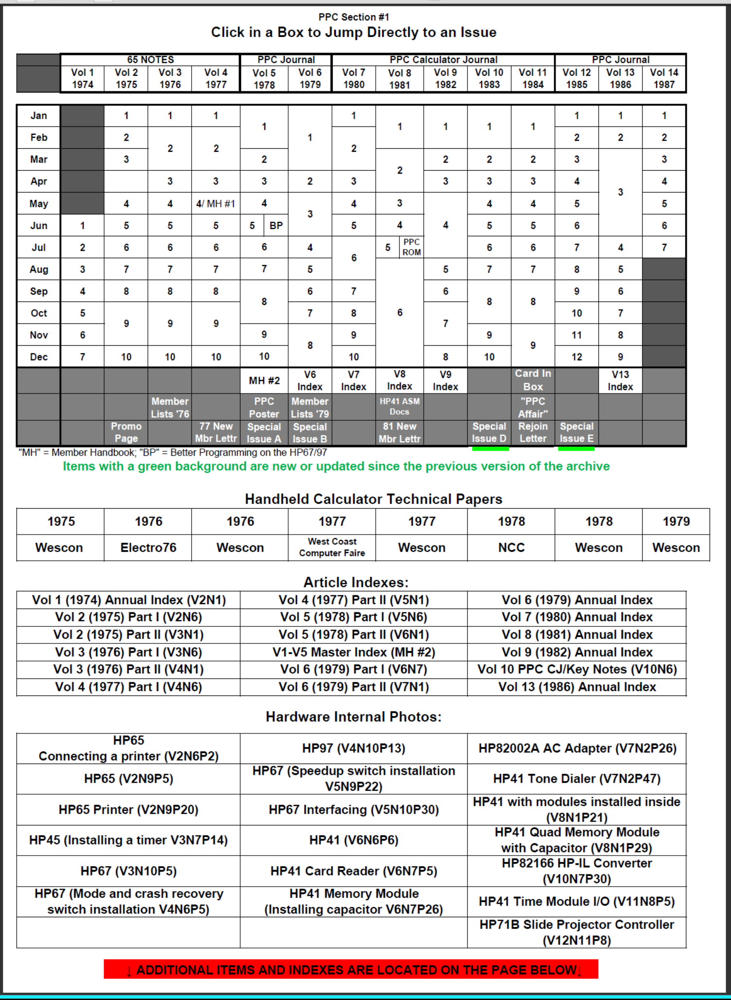 PPC Section #1
Click in a Box to Jump Directly to an Issue
65 NOTES PPC Journal PPC Calculator Journal PPC Journal
Vol 1 Vol 2 Vol 3 Vol 4 Vol 5 Vol 6 Vol 7 Vol 8 Vol 9 Vol 10 Vol 11 Vol 12 Vol 13 Vol 14
1974 1975 1976 1977 1978 1979 1980 1981 1982 1983 1984 1985 1986 1987
Jan 1 1 1 1 1 1 1 1
1 1 1 1 1
Feb 2 1 2 2 2
2 2 2
Mar 3 2 2 2 2 3 3
2
Apr 3 3 3 2 3 3 3 3 4 4
3
May 4 4 4/ MH #1 4 4 3 4 4 5 5
3
Jun 1 5 5 5 5 BP 5 4 4 5 5 6 6
Jul 2 6 6 6 6 4 5 PPC ROM 6 6 7 4 7
6
Aug 3 7 7 7 7 5 5 7 7 8 5
Sep 4 8 8 8 6 7 6 9 6
8 8 8
Oct 5 7 8 6 10 7
9 9 9 7
Nov 6 9 9 9 11 8
8 9
Dec 7 10 10 10 10 10 8 10 12 9
MH #2 V6 Index V7 Index V8 Index V9 Index Card In Box V13 Index
Member Lists '76 PPC Poster Member Lists '79 HP41 ASM Docs "PPC Affair"
Promo Page 77 New Mbr Lettr Special Issue A Special Issue B 81 New Mbr Lettr Special Issue D Rejoin Letter Special Issue E
"MH" = Member Handbook; "BP" = Better Programming on the HP67/97
Items with a green background are new or updated since the previous version of the archive
Handheld Calculator Technical Papers
1975 1976 1976 1977 1977 1978 1978 1979
Wescon Electro76 Wescon West Coast Computer Faire Wescon NCC Wescon Wescon
Article Indexes:
Vol 1 (1974) Annual Index (V2N1) Vol 4 (1977) Part II (V5N1) Vol 6 (1979) Annual Index
Vol 2 (1975) Part I (V2N6) Vol 5 (1978) Part I (V5N6) Vol 7 (1980) Annual Index
Vol 2 (1975) Part II (V3N1) Vol 5 (1978) Part II (V6N1) Vol 8 (1981) Annual Index
Vol 3 (1976) Part I (V3N6) V1-V5 Master Index (MH #2) Vol 9 (1982) Annual Index
Vol 3 (1976) Part II (V4N1) Vol 6 (1979) Part I (V6N7) Vol 10 PPC CJ/Key Notes (V10N6)
Vol 4 (1977) Part I (V4N6) Vol 6 (1979) Part II (V7N1) Vol 13 (1986) Annual Index
Hardware Internal Photos:
HP65
Connecting a printer (V2N6P2) HP97 (V4N10P13) HP82002A AC Adapter (V7N2P26)
HP65 (V2N9P5) HP67 (Speedup switch installation V5N9P22) HP41 Tone Dialer (V7N2P47)
HP65 Printer (V2N9P20) HP67 Interfacing (V5N10P30) HP41 with modules installed inside (V8N1P21)
HP45 (Installing a timer V3N7P14) HP41 (V6N6P6) HP41 Quad Memory Module with Capacitor (V8N1P29)
HP67 (V3N10P5) HP41 Card Reader (V6N7P5) HP82166 HP-IL Converter (V10N7P30)
HP67 (Mode and crash recovery switch installation V4N6P5) HP41 Memory Module (Installing capacitor V6N7P26) HP41 Time Module I/O (V11N8P5)
HP71B Slide Projector Controller (V12N11P8)
↓ ADDITIONAL ITEMS AND INDEXES ARE LOCATED ON THE PAGE BELOW↓